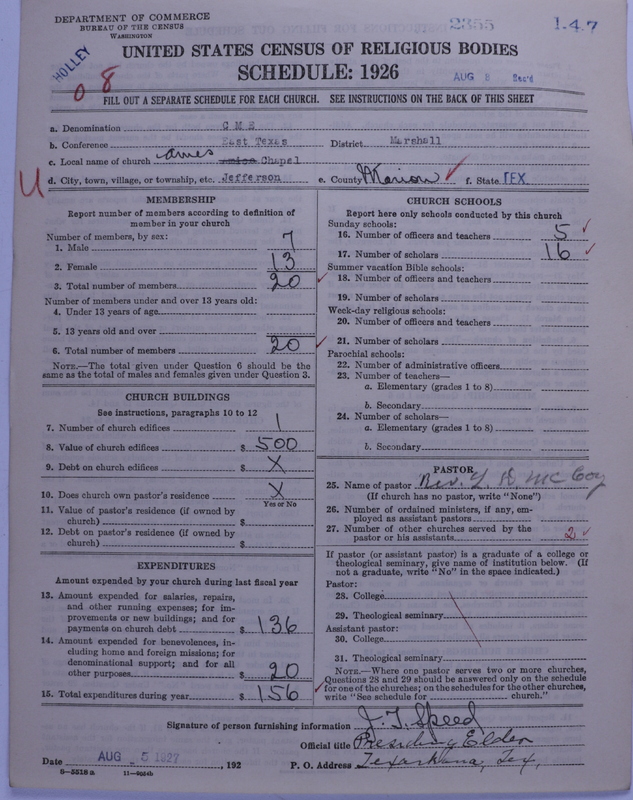 DEPARTMENT OF COMMERCE
BUREAU OF THE CENSUS
WASHINGTON
2355
1-47
HOLLEY
08
UNITED STATES CENSUS OF RELIGIOUS BODIES
SCHEDULE: 1926
AUG 8 Rec'd
FILL OUT A SEPARATE SCHEDULE FOR EACH CHURCH. SEE INSTRUCTIONS ON THE BACK OF THIS SHEET
a. Denomination C M E
b. Conference East Texas District Marshall
c. Local name of church James Chapel
U
d. City, town, village, or township, etc. Jefferson e. County Marion f. State TEX.
MEMBERSHIP
Report number of members according to definition of
member in your church
Number of members, by sex:
1. Male 7
2. Female 13
3. Total number of members 20
Number of members under and over 13 years old:
4. Under 13 years of age
5. 13 years old and over
6. Total number of members 20
NOTE.—The total given under Question 6 should be
same as the total of males and females given under Question 3.
CHURCH BUILDINGS
See instructions, paragraphs 10 to 12
7. Number of church edifices 1
8. Value of church edifices $ 500
9. Debt on church edifices $ X
10. Does church own pastor's residence X
Yes or No
11. Value of pastor's residence (if owned by
church) $
12. Debt on pastor's residence (if owned by
church) $
EXPENDITURES
Amount expended by your church during last fiscal year
13. Amount expended for salaries, repairs,
and other running expenses; for im-
provements or new buildings; and for
payments on church debt $ 136
14. Amount expended for benevolences, in-
cluding home and foreign missions; for
denominational support; and for all
other purposes $ 20
15. Total expenditures during year $ 156
CHURCH SCHOOLS
Report here only schools conducted by this church
Sunday schools:
16. Number of officers and teachers 5
17. Number of scholars 16
Summer vacation Bible schools:
18. Number of officers and teachers
19. Number of scholars
Week-day religious schools:
20. Number of officers and teachers
21. Number of scholars
Parochial schools:
22. Number of administrative officers
23. Number of teachers—
a. Elementary (grades 1 to 8)
b. Secondary
24. Number of scholars—
a. Elementary (grades 1 to 8)
b. Secondary
PASTOR
25. Name of pastor Rev. Y. D. McCoy
(If church has no pastor, write "None")
26. Number of ordained ministers, if any, em-
ployed as assistant pastors
27. Number of other churches served by the
pastor or his assistants 2
If pastor (or assistant pastor) is a graduate of a college or
theological seminary, give name of institution below. (If
not a graduate, write "No" in the space indicated.)
Pastor:
28. College
29. Theological seminary
Assistant pastor:
30. College
31. Theological seminary
NOTE.—Where one pastor serves two or more churches,
Questions 28 and 29 should be answered only on the schedule
for one of the churches; on the schedules for the other churches,
write "See schedule for church."
Signature of person furnishing information J. T. Speed
Official title Presiding Elder
Date AUG 5 1927, 192 P. O. Address Texarkana, Tex.
8-5518 a 11-9054b